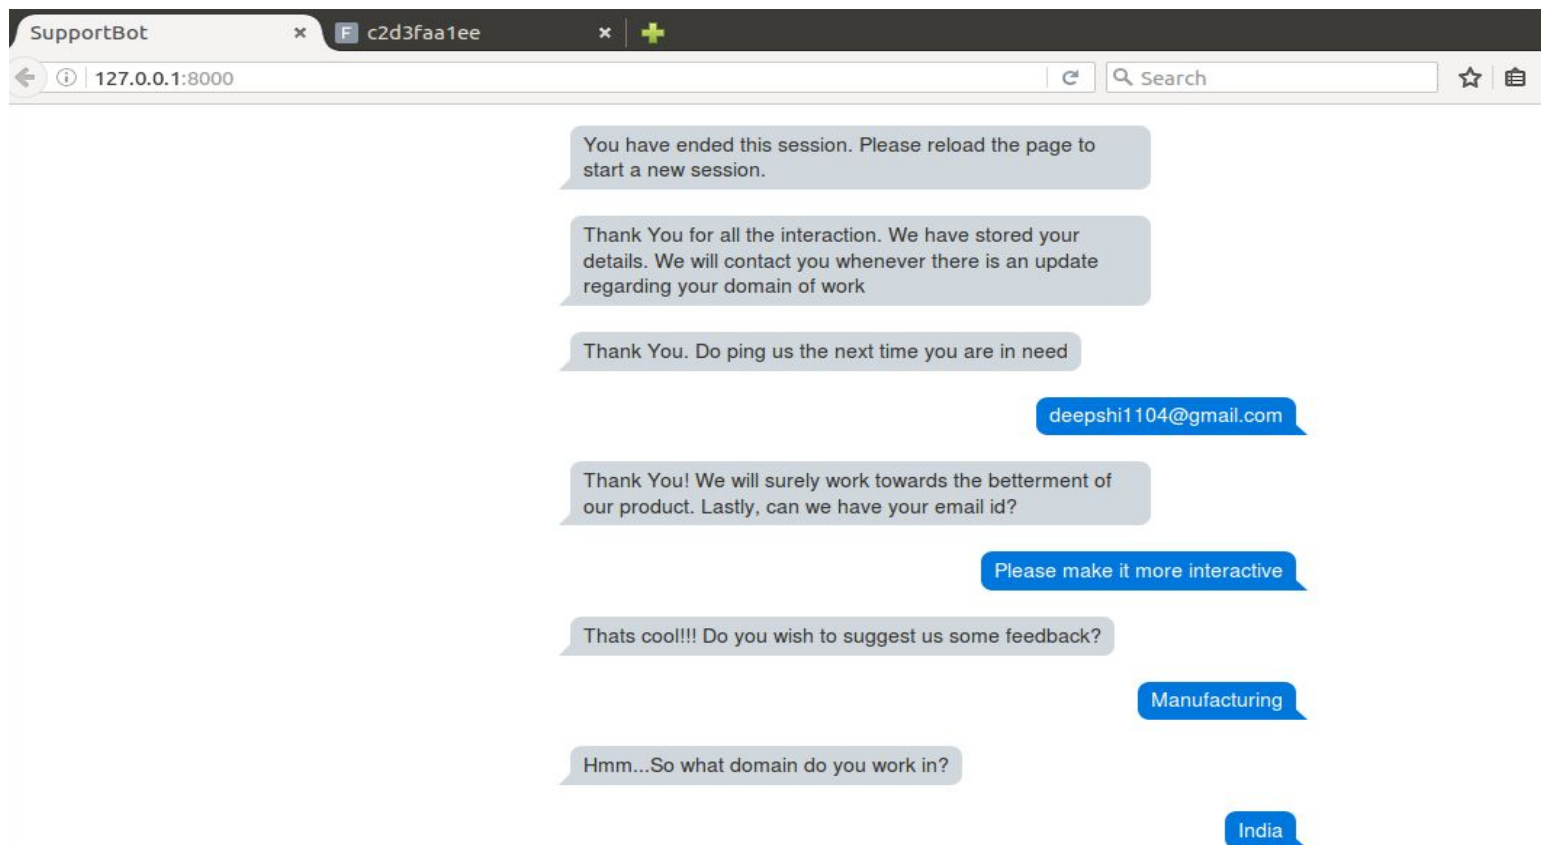 SupportBot
F c2d3faa1ee
127.0.0.1:8000
Search
You have ended this session. Please reload the page to
start a new session.
Thank You for all the interaction. We have stored your
details. We will contact you whenever there is an update
regarding your domain of work
Thank You. Do ping us the next time you are in need
deepshi1104@gmail.com
Thank You! We will surely work towards the betterment of
our product. Lastly, can we have your email id?
Please make it more interactive
Thats cool!!! Do you wish to suggest us some feedback?
Manufacturing
Hmm...So what domain do you work in?
India